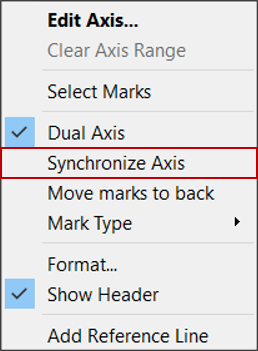 Edit Axis...
Clear Axis Range
Select Marks
Dual Axis
Synchronize Axis
Move marks to back
Mark Type
Format...
Show Header
Add Reference Line